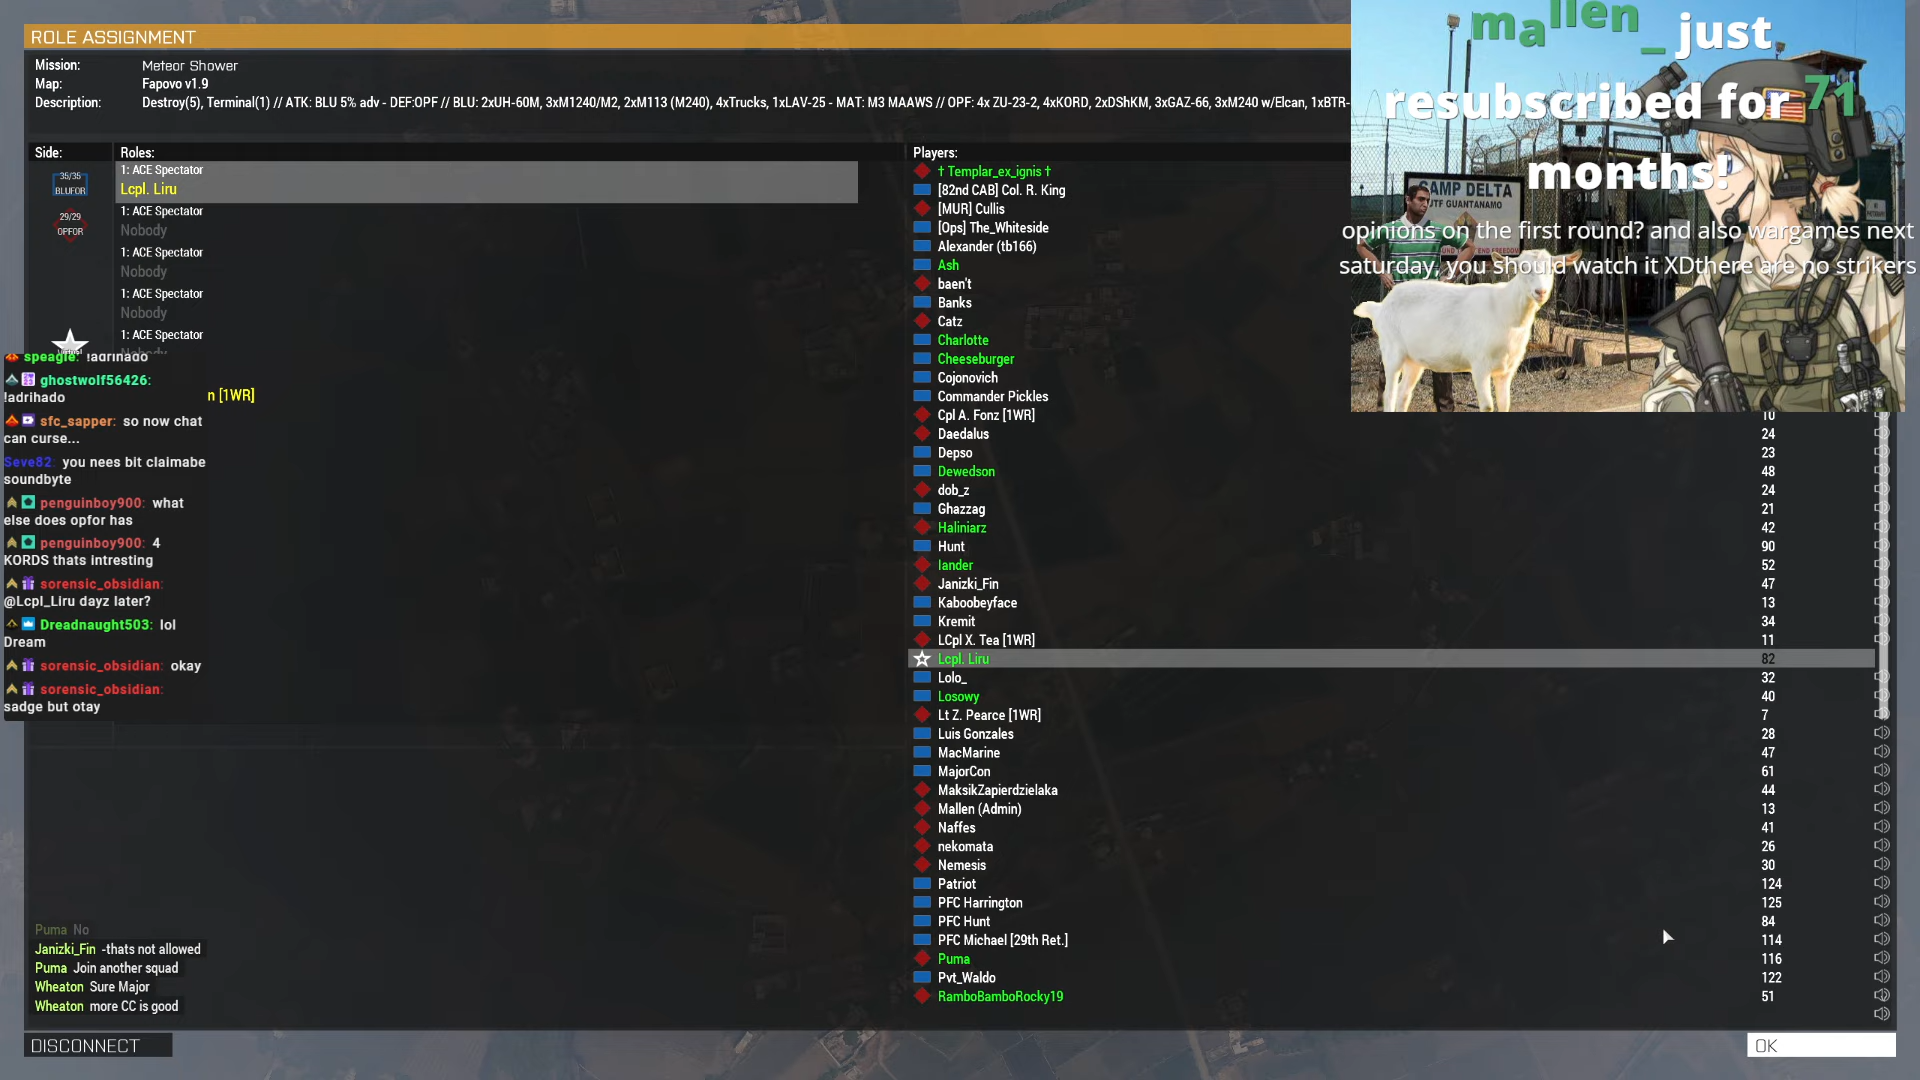 ROLE ASSIGNMENT
Mission: Meteor Shower
Map: Fapovo v1.9
Description: Destroy(5), Terminal(1) // ATK: BLU 5% adv - DEF:OPF // BLU: 2xUH-60M, 3xM1240/M2, 2xM113 (M240), 4xTrucks, 1xLAV-25 - MAT: M3 MAAWS // OPF: 4x ZU-23-2, 4xKORD, 2xDShKM, 3xGAZ-66, 3xM240 w/Elcan, 1xBTR-
mallen_ just
resubscribed for 71
months!
opinions on the first round? and also wargames next
saturday, you should watch it XDthere are no strikers
CAMP DELTA
JTF GUANTANAMO
Side:
35/35
BLUFOR
29/29
OPFOR
Roles:
1: ACE Spectator
Lcpl. Liru
1: ACE Spectator
Nobody
1: ACE Spectator
Nobody
1: ACE Spectator
Nobody
1: ACE Spectator
Nobody
n [1WR]
speagle: !adrihado
ghostwolf56426:
!adrihado
sfc_sapper: so now chat
can curse...
Seve82: you nees bit claimabe
soundbyte
penguinboy900: what
else does opfor has
penguinboy900: 4
KORDS thats intresting
sorensic_obsidian:
@Lcpl_Liru dayz later?
Dreadnaught503: lol
Dream
sorensic_obsidian: okay
sorensic_obsidian:
sadge but otay
Puma No
Janizki_Fin -thats not allowed
Puma Join another squad
Wheaton Sure Major
Wheaton more CC is good
Players:
† Templar_ex_ignis †
[82nd CAB] Col. R. King
[MUR] Cullis
[Ops] The_Whiteside
Alexander (tb166)
Ash
baen't
Banks
Catz
Charlotte
Cheeseburger
Cojonovich
Commander Pickles
Cpl A. Fonz [1WR] 10
Daedalus 24
Depso 23
Dewedson 48
dob_z 24
Ghazzag 21
Haliniarz 42
Hunt 90
Iander 52
Janizki_Fin 47
Kaboobeyface 13
Kremit 34
LCpl X. Tea [1WR] 11
Lcpl. Liru 82
Lolo_ 32
Losowy 40
Lt Z. Pearce [1WR] 7
Luis Gonzales 28
MacMarine 47
MajorCon 61
MaksikZapierdzielaka 44
Mallen (Admin) 13
Naffes 41
nekomata 26
Nemesis 30
Patriot 124
PFC Harrington 125
PFC Hunt 84
PFC Michael [29th Ret.] 114
Puma 116
Pvt_Waldo 122
RamboBamboRocky19 51
DISCONNECT
OK